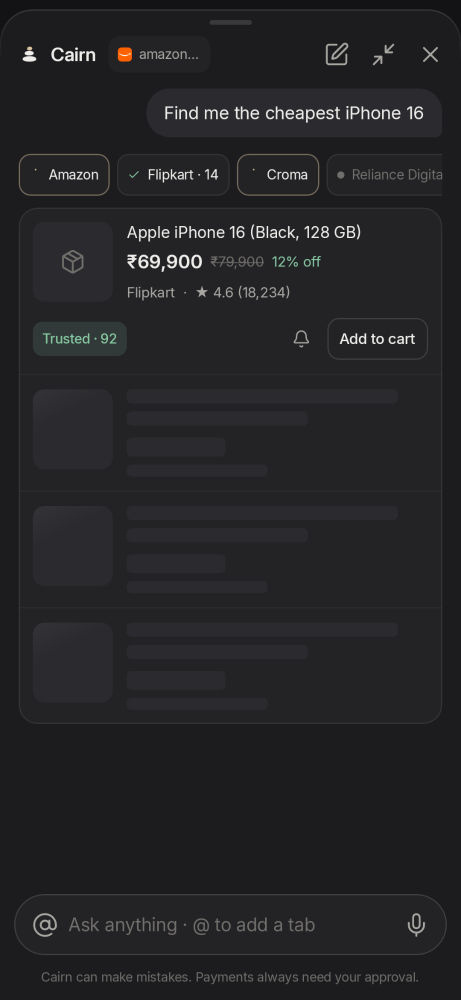 Cairn
amazon...
Find me the cheapest iPhone 16
Amazon
Flipkart · 14
Croma
Reliance Digita
Apple iPhone 16 (Black, 128 GB)
₹69,900 ₹79,900 12% off
Flipkart · ★ 4.6 (18,234)
Trusted · 92
Add to cart
Ask anything · @ to add a tab
Cairn can make mistakes. Payments always need your approval.